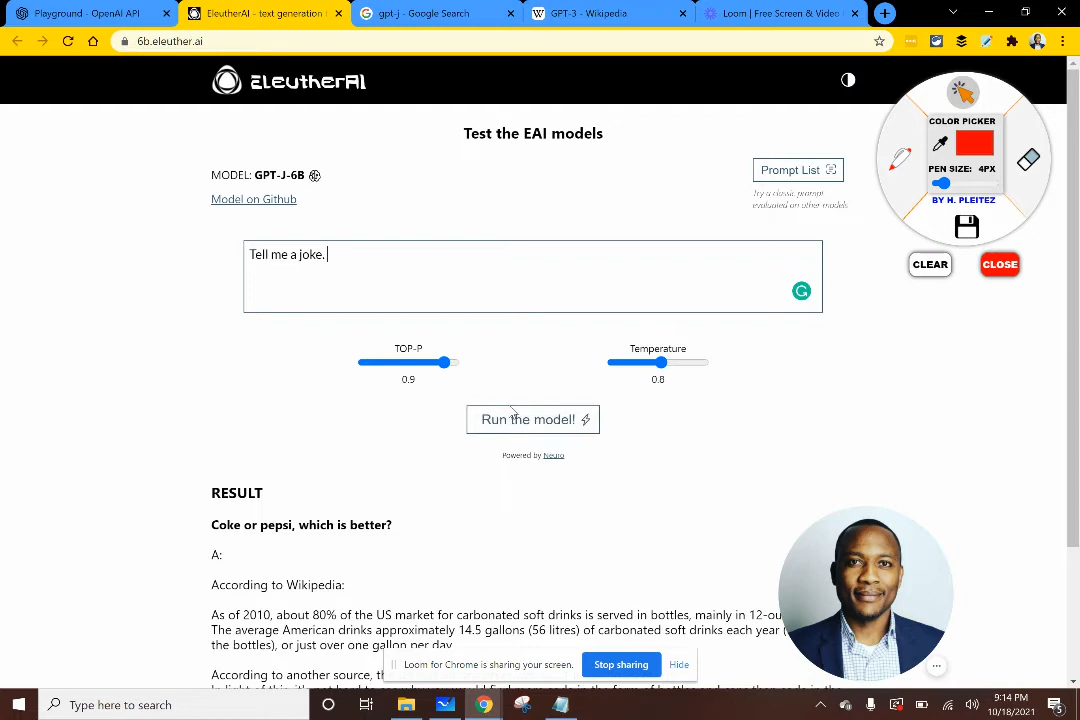 Playground - OpenAI API
EleutherAI - text generation
gpt-j - Google Search
GPT-3 - Wikipedia
Loom | Free Screen & Video
6b.eleuther.ai
EleutherAI
Test the EAI models
MODEL: GPT-J-6B
Model on Github
Prompt List
Try a classic prompt
evaluated on other models
COLOR PICKER
PEN SIZE: 4PX
BY H. PLEITEZ
CLEAR
CLOSE
Tell me a joke.
TOP-P
0.9
Temperature
0.8
Run the model!
Powered by Neuro
RESULT
Coke or pepsi, which is better?
A:
According to Wikipedia:
As of 2010, about 80% of the US market for carbonated soft drinks is served in bottles, mainly in 12-ou
The average American drinks approximately 14.5 gallons (56 litres) of carbonated soft drinks each year (
the bottles), or just over one gallon per day.
According to another source, th
Loom for Chrome is sharing your screen.
Stop sharing
Hide
Type here to search
9:14 PM
10/18/2021
5